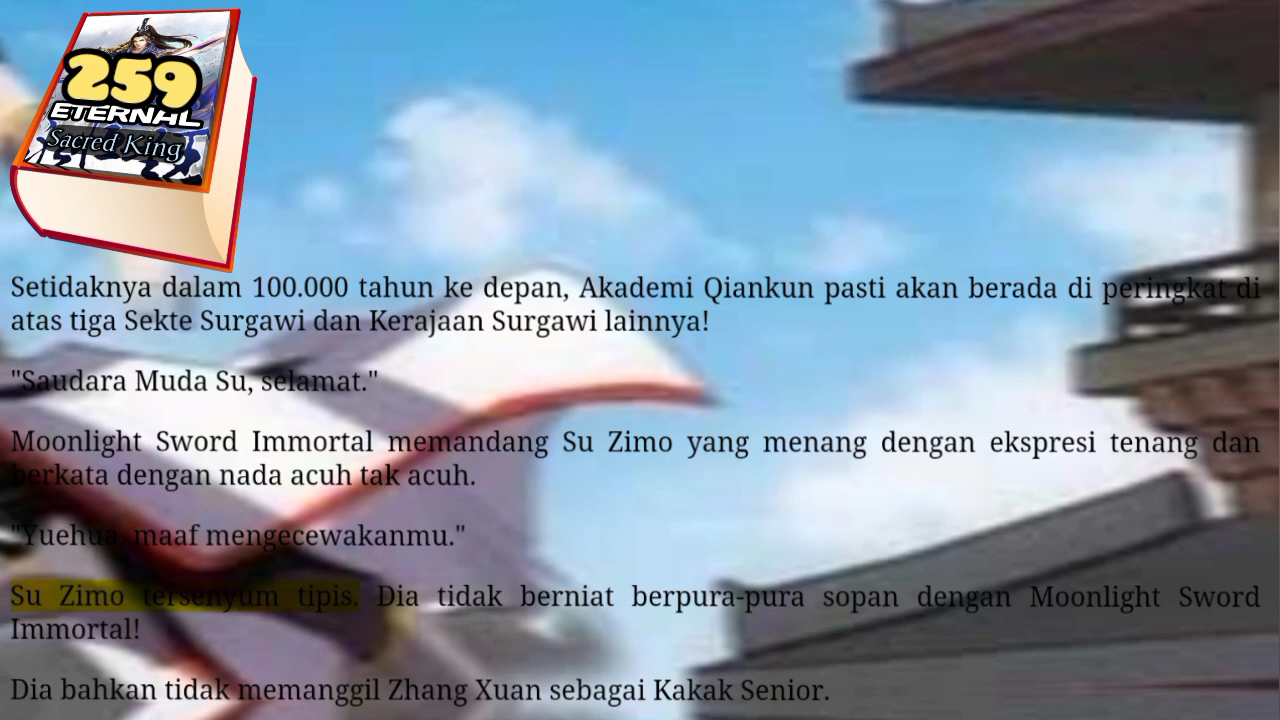 259
ETERNAL
Sacred King
Setidaknya dalam 100.000 tahun ke depan, Akademi Qiankun pasti akan berada di peringkat di
atas tiga Sekte Surgawi dan Kerajaan Surgawi lainnya!
"Saudara Muda Su, selamat."
Moonlight Sword Immortal memandang Su Zimo yang menang dengan ekspresi tenang dan
berkata dengan nada acuh tak acuh.
"Yuehua, maaf mengecewakanmu."
Su Zimo tersenyum tipis. Dia tidak berniat berpura-pura sopan dengan Moonlight Sword
Immortal!
Dia bahkan tidak memanggil Zhang Xuan sebagai Kakak Senior.